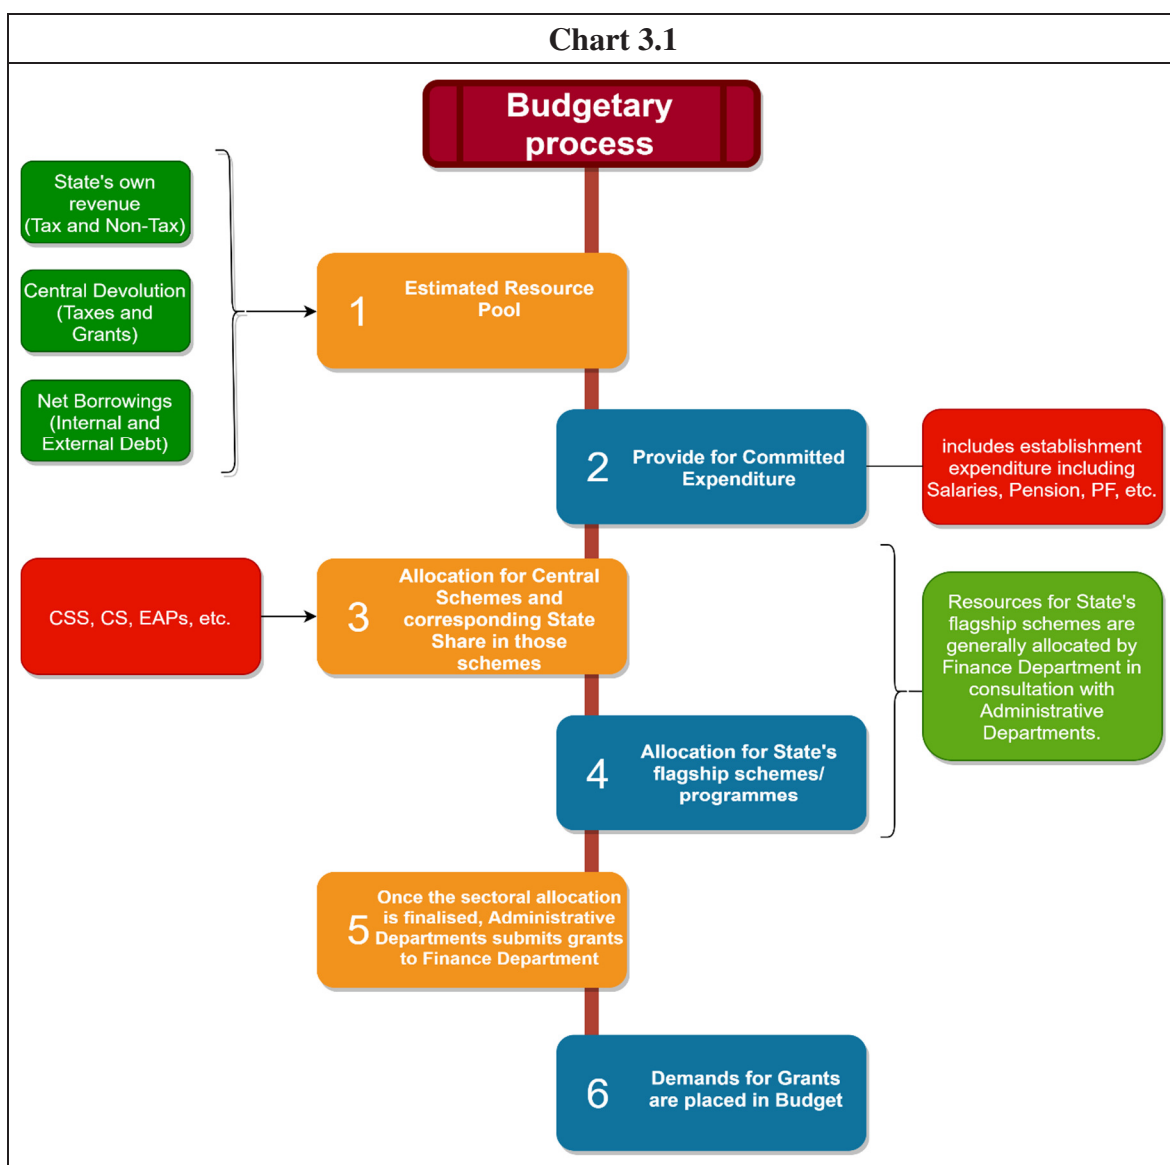 Chart 3.1
Budgetary
process
State's own
revenue
(Tax and Non-Tax)
Central Devolution
(Taxes and
Grants)
Net Borrowings
(Internal and
External Debt)
1
Estimated Resource
Pool
2
Provide for Committed
Expenditure
includes establishment
expenditure including
Salaries, Pension, PF, etc.
CSS, CS, EAPs, etc.
3
Allocation for Central
Schemes and
corresponding State
Share in those
schemes
Resources for State's
flagship schemes are
generally allocated by
Finance Department in
consultation with
Administrative
Departments.
4
Allocation for State's
flagship schemes/
programmes
5
Once the sectoral allocation
is finalised, Administrative
Departments submits grants
to Finance Department
6
Demands for Grants
are placed in Budget